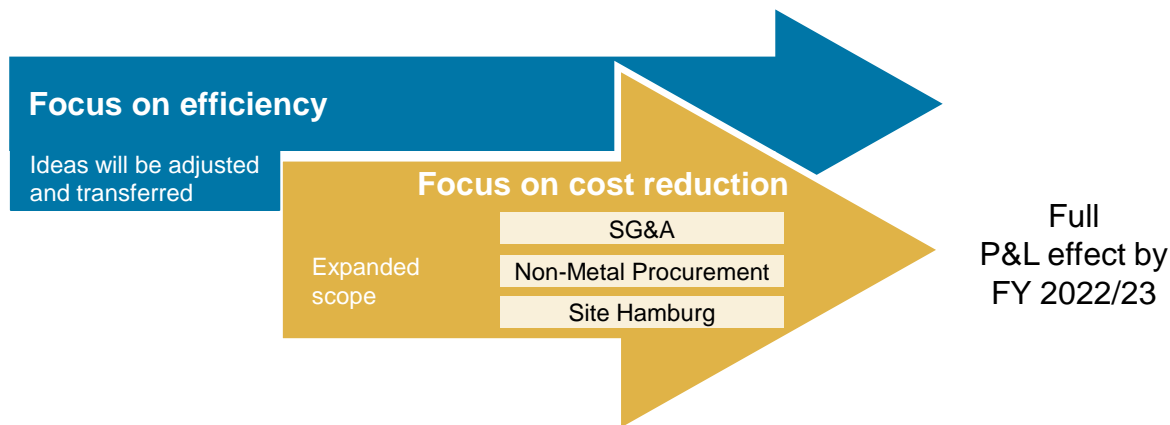 Focus on efficiency
Ideas will be adjusted
and transferred
Focus on cost reduction
SG&A
Expanded
scope
Non-Metal Procurement
Site Hamburg
Full
P&L effect by
FY 2022/23